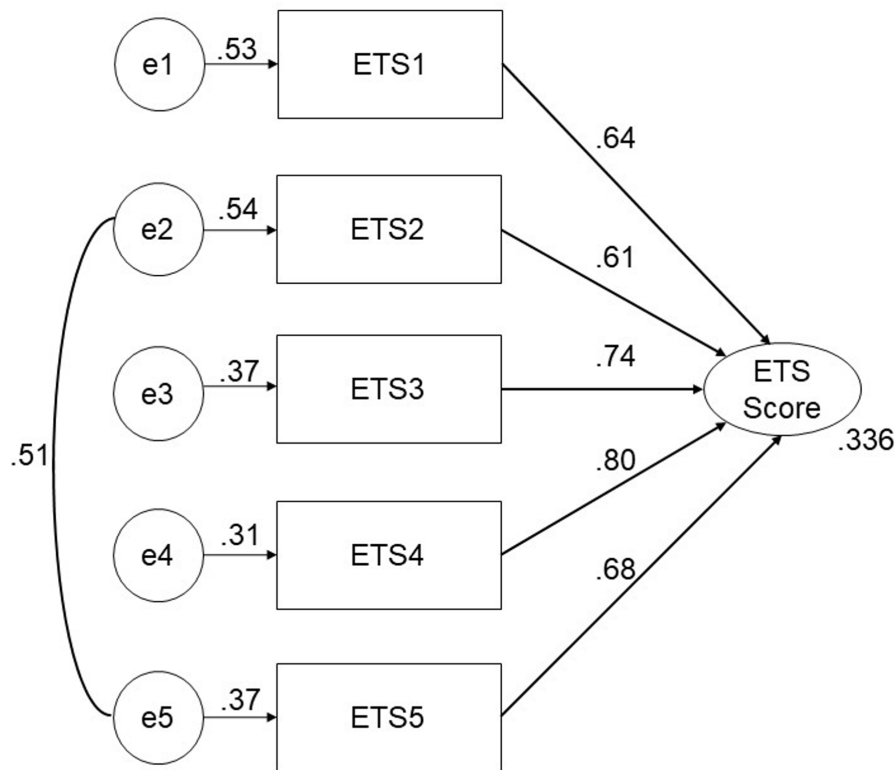 e1
.53
ETS1
.64
e2
.54
ETS2
.61
e3
.37
ETS3
.74
ETS
Score
.336
.51
e4
.31
ETS4
.80
e5
.37
ETS5
.68